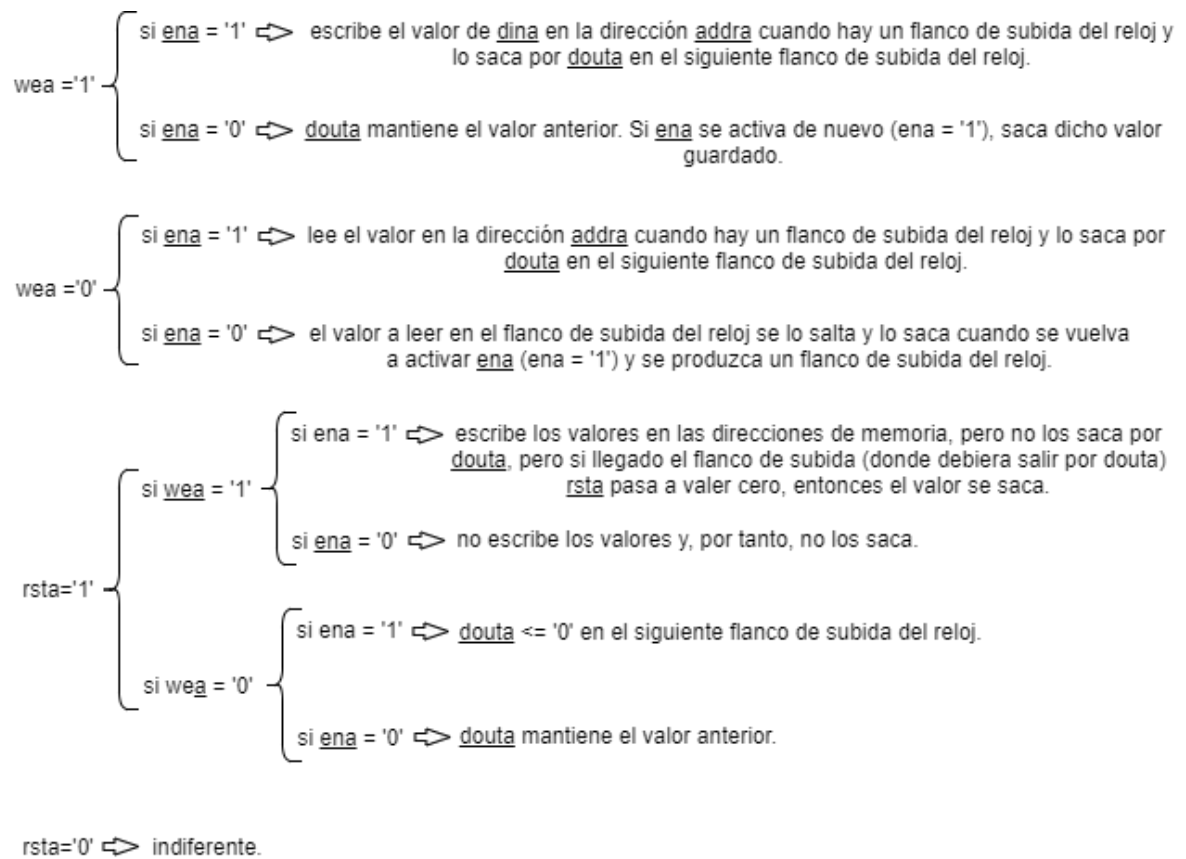 si ena = '1' ⇨ escribe el valor de dina en la dirección addra cuando hay un flanco de subida del reloj y
lo saca por douta en el siguiente flanco de subida del reloj.
wea ='1'
si ena = '0' ⇨ douta mantiene el valor anterior. Si ena se activa de nuevo (ena = '1'), saca dicho valor
guardado.
si ena = '1' ⇨ lee el valor en la dirección addra cuando hay un flanco de subida del reloj y lo saca por
douta en el siguiente flanco de subida del reloj.
wea ='0'
si ena = '0' ⇨ el valor a leer en el flanco de subida del reloj se lo salta y lo saca cuando se vuelva
a activar ena (ena = '1') y se produzca un flanco de subida del reloj.
si ena = '1' ⇨ escribe los valores en las direcciones de memoria, pero no los saca por
douta, pero si llegado el flanco de subida (donde debiera salir por douta)
rsta pasa a valer cero, entonces el valor se saca.
si wea = '1'
si ena = '0' ⇨ no escribe los valores y, por tanto, no los saca.
rsta='1'
si ena = '1' ⇨ douta <= '0' en el siguiente flanco de subida del reloj.
si wea = '0'
si ena = '0' ⇨ douta mantiene el valor anterior.
rsta='0' ⇨ indiferente.